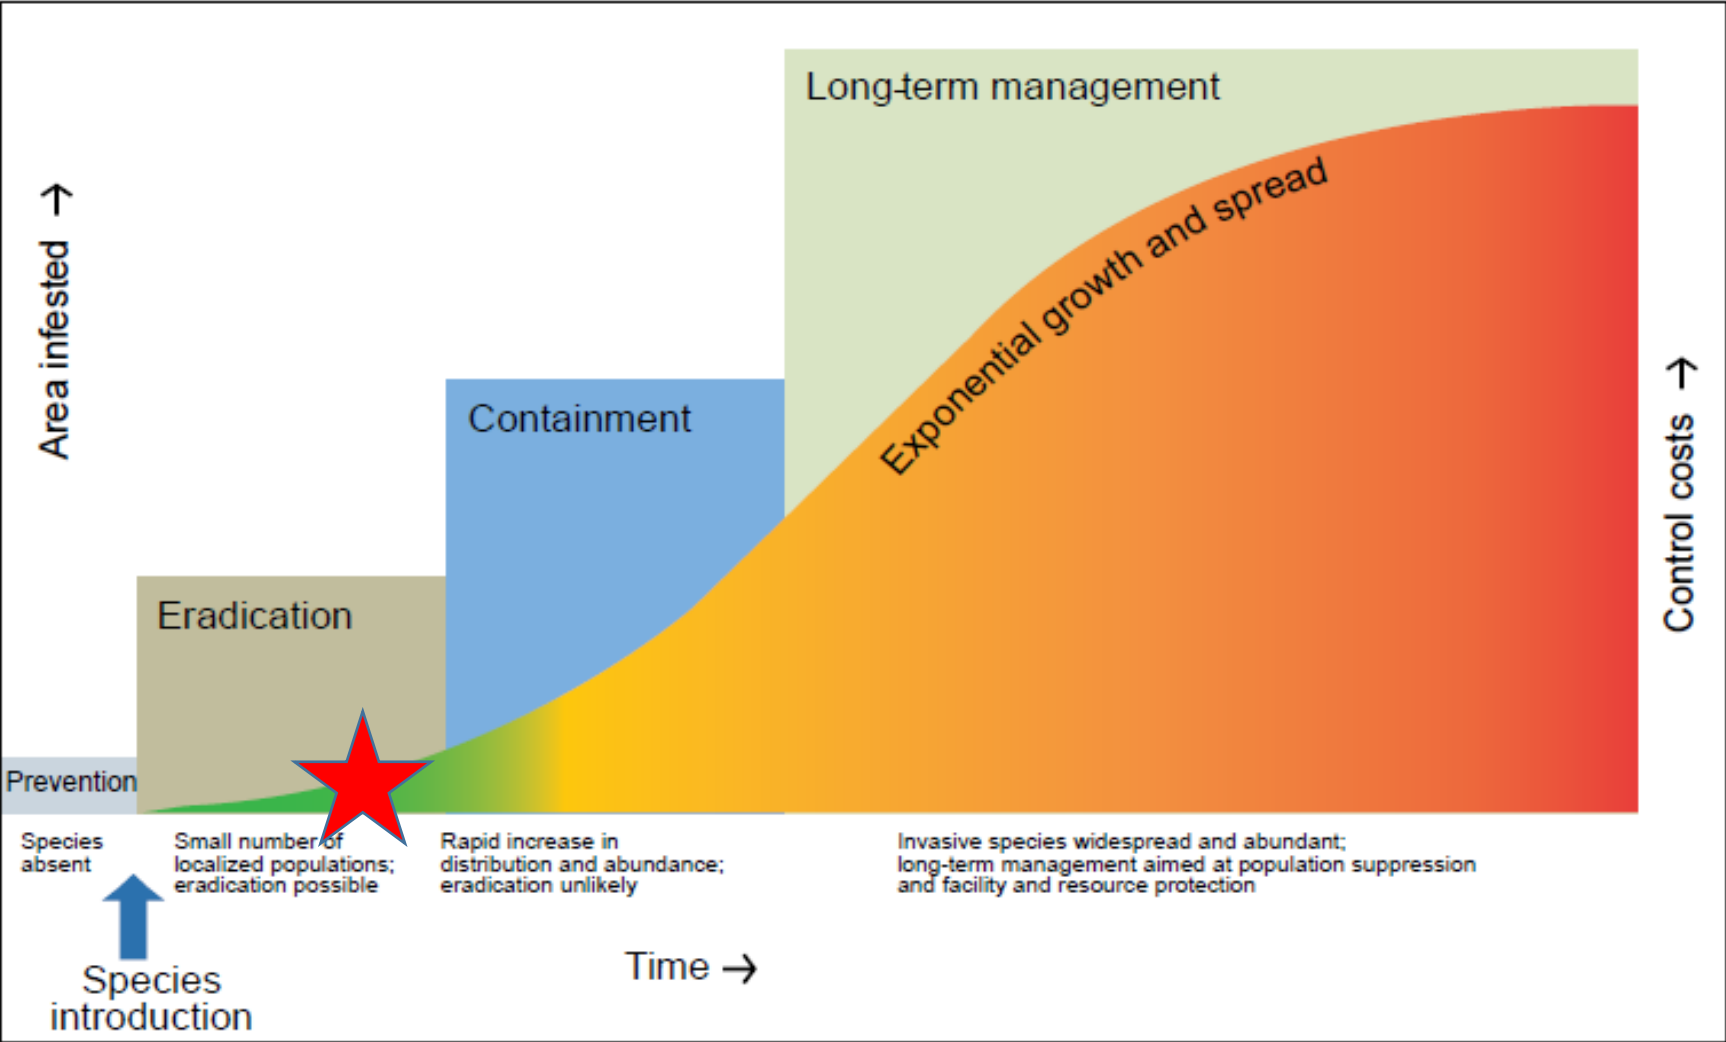 Long-term management
Exponential growth and spread
Area infested →
Containment
Control costs →
Eradication
Prevention
Species
absent
Small number of
localized populations;
eradication possible
Rapid increase in
distribution and abundance;
eradication unlikely
Invasive species widespread and abundant;
long-term management aimed at population suppression
and facility and resource protection
Time →
Species
introduction